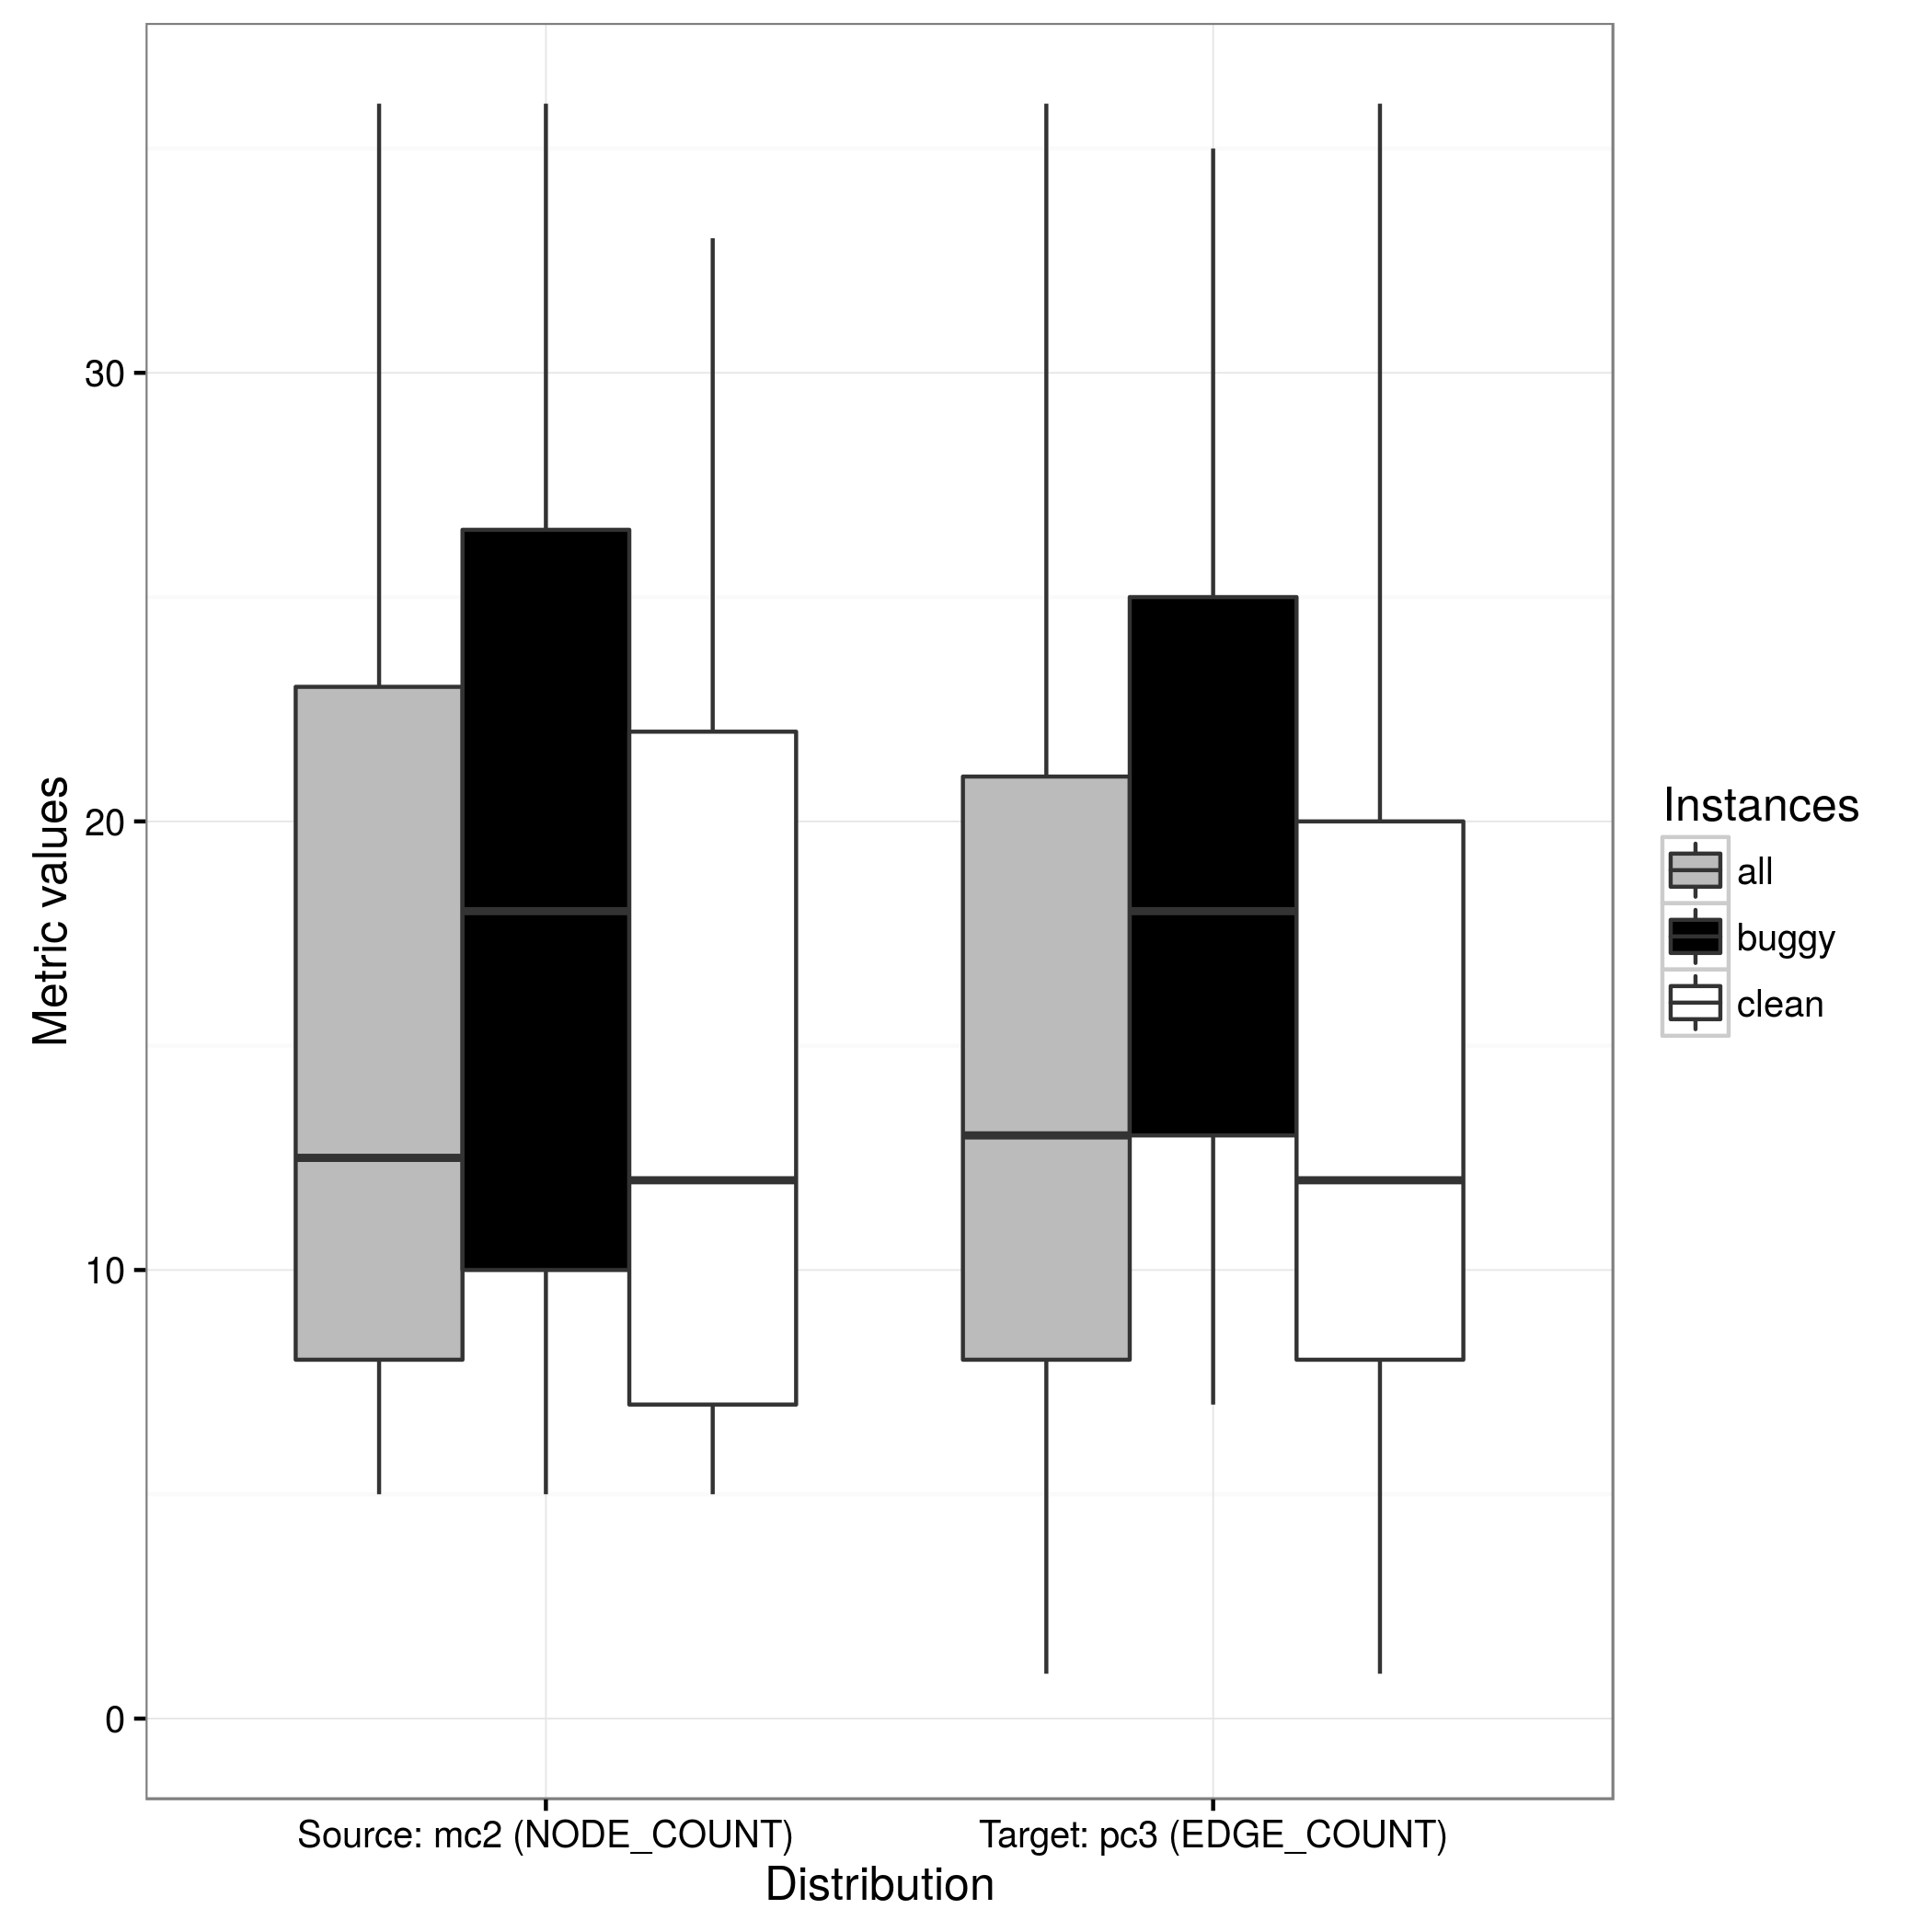 Metric values
30
20
10
0
Source: mc2 (NODE_COUNT)
Target: pc3 (EDGE_COUNT)
Distribution
Instances
all
buggy
clean